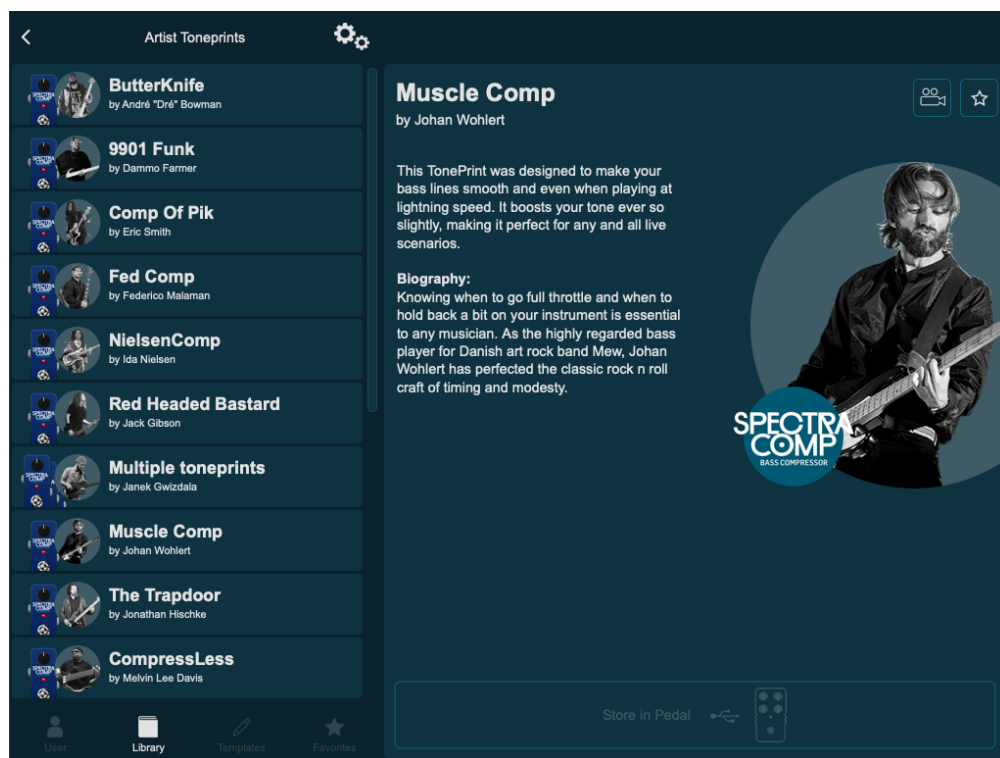 Artist Toneprints
ButterKnife
by André "Dré" Bowman
9901 Funk
by Dammo Farmer
Comp Of Pik
by Eric Smith
Fed Comp
by Federico Malaman
NielsenComp
by Ida Nielsen
Red Headed Bastard
by Jack Gibson
Multiple toneprints
by Janek Gwizdala
Muscle Comp
by Johan Wohlert
The Trapdoor
by Jonathan Hischke
CompressLess
by Melvin Lee Davis
User
Library
Templates
Favorites
Muscle Comp
by Johan Wohlert
This TonePrint was designed to make your
bass lines smooth and even when playing at
lightning speed. It boosts your tone ever so
slightly, making it perfect for any and all live
scenarios.
Biography:
Knowing when to go full throttle and when to
hold back a bit on your instrument is essential
to any musician. As the highly regarded bass
player for Danish art rock band Mew, Johan
Wohlert has perfected the classic rock n roll
craft of timing and modesty.
SPECTRA
COMP
BASS COMPRESSOR
Store in Pedal